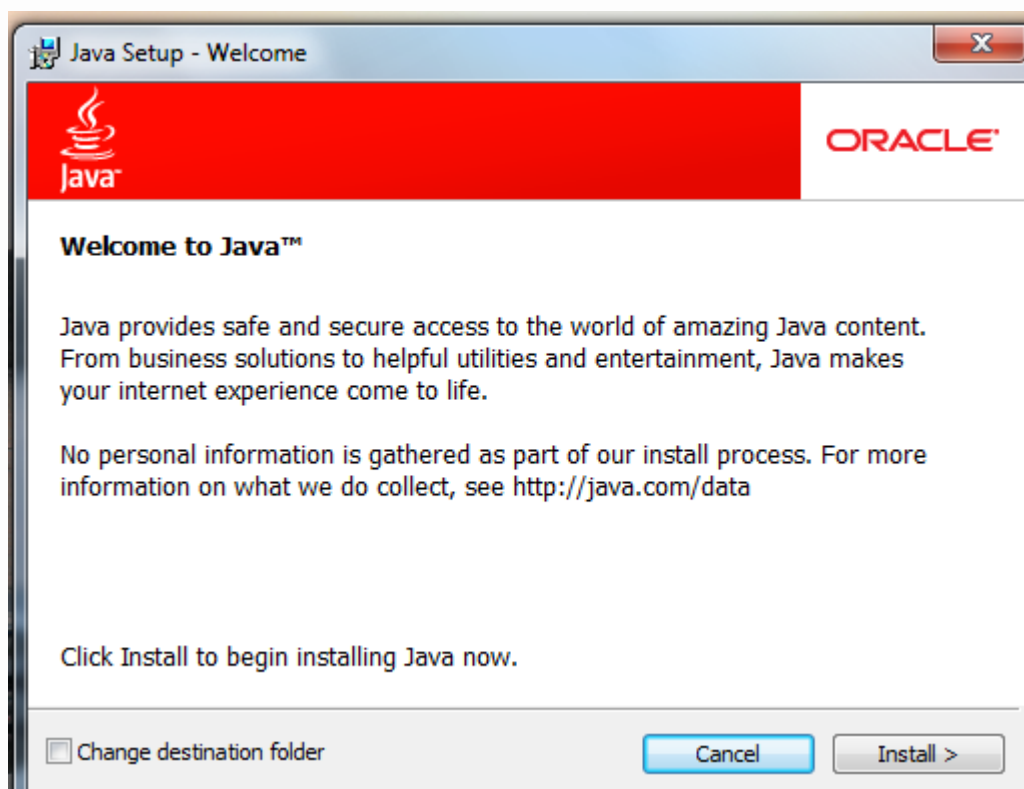 Java Setup - Welcome
Java™
ORACLE®
Welcome to Java™
Java provides safe and secure access to the world of amazing Java content.
From business solutions to helpful utilities and entertainment, Java makes
your internet experience come to life.
No personal information is gathered as part of our install process. For more
information on what we do collect, see http://java.com/data
Click Install to begin installing Java now.
Change destination folder
Cancel
Install >